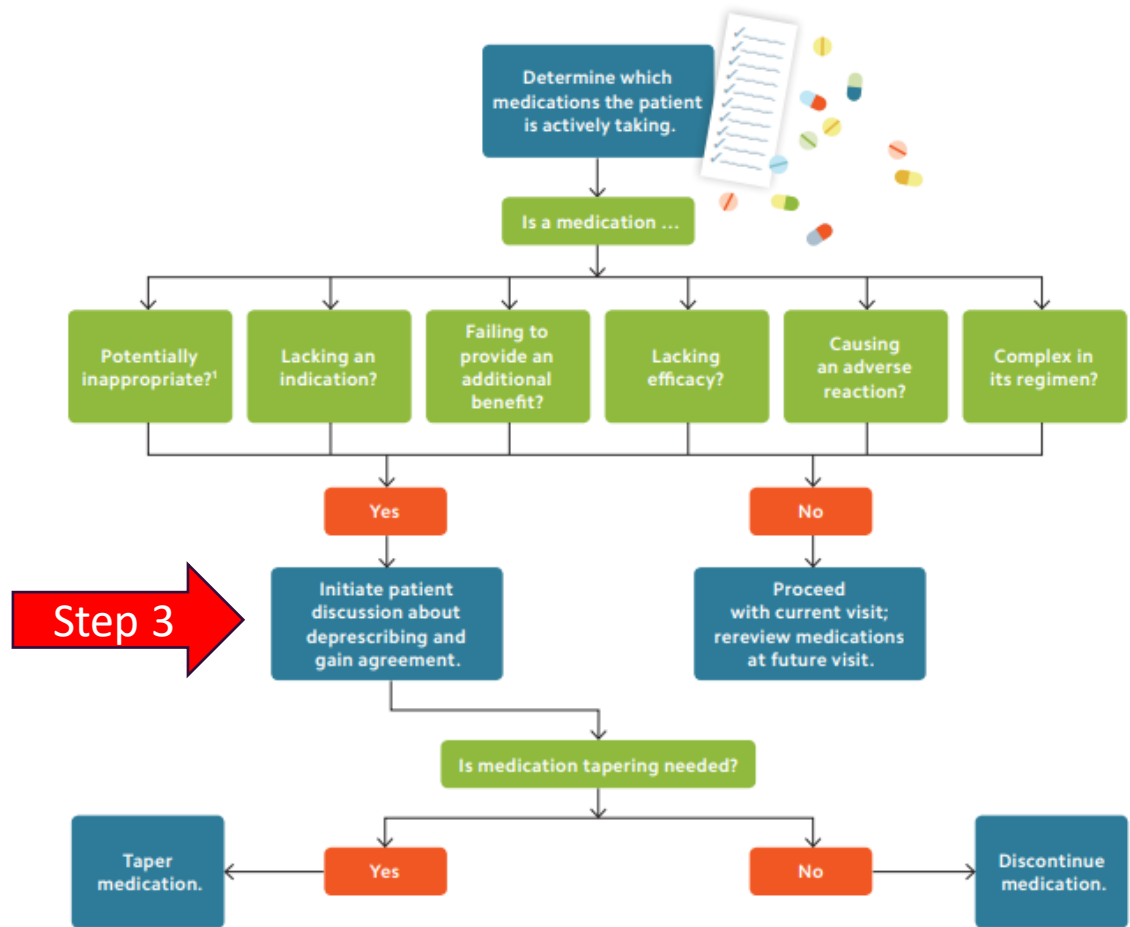 Determine which
medications the patient
is actively taking.
Is a medication ...
Potentially
inappropriate?¹
Lacking an
indication?
Failing to
provide an
additional
benefit?
Lacking
efficacy?
Causing
an adverse
reaction?
Complex in
its regimen?
Yes
No
Step 3
Initiate patient
discussion about
deprescribing and
gain agreement.
Proceed
with current visit;
rereview medications
at future visit.
Is medication tapering needed?
Taper
medication.
Yes
No
Discontinue
medication.